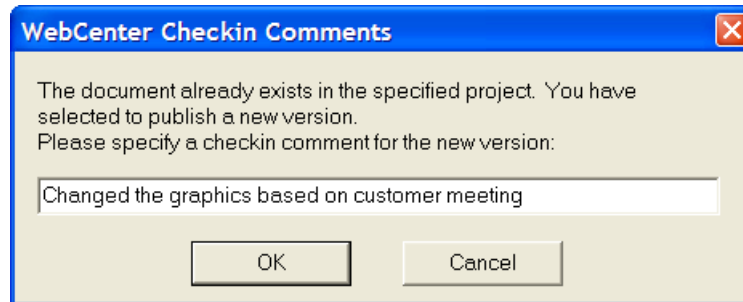 WebCenter Checkin Comments
The document already exists in the specified project. You have
selected to publish a new version.
Please specify a checkin comment for the new version:
Changed the graphics based on customer meeting
OK
Cancel